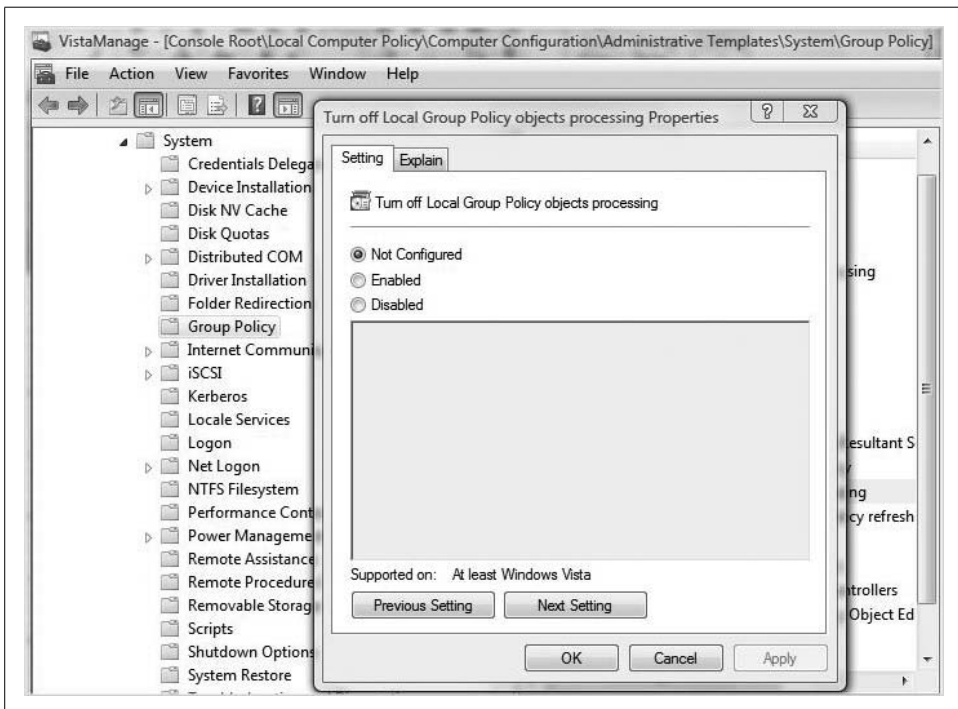 VistaManage - [Console Root\Local Computer Policy\Computer Configuration\Administrative Templates\System\Group Policy]
File Action View Favorites Window Help
Turn off Local Group Policy objects processing Properties
System
Credentials Delega
Device Installation
Disk NV Cache
Disk Quotas
Distributed COM
Driver Installation
Folder Redirection
Group Policy
Internet Communi
iSCSI
Kerberos
Locale Services
Logon
Net Logon
NTFS Filesystem
Performance Cont
Power Manageme
Remote Assistance
Remote Procedure
Removable Storag
Scripts
Shutdown Options
System Restore
Setting Explain
Turn off Local Group Policy objects processing
Not Configured
Enabled
Disabled
Supported on: At least Windows Vista
Previous Setting Next Setting
OK Cancel Apply
sing
esultant S
y
ng
cy refresh
ntrollers
Object Ed